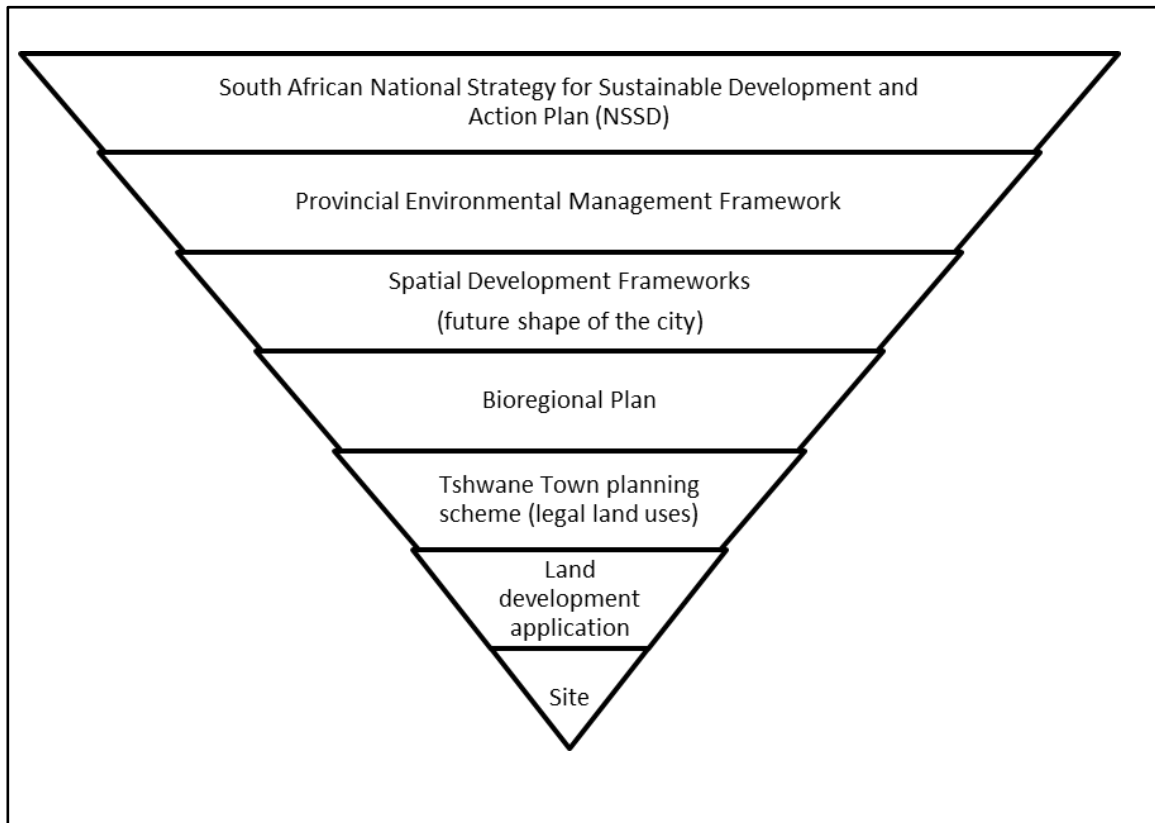 South African National Strategy for Sustainable Development and
Action Plan (NSSD)
Provincial Environmental Management Framework
Spatial Development Frameworks
(future shape of the city)
Bioregional Plan
Tshwane Town planning
scheme (legal land uses)
Land
development
application
Site